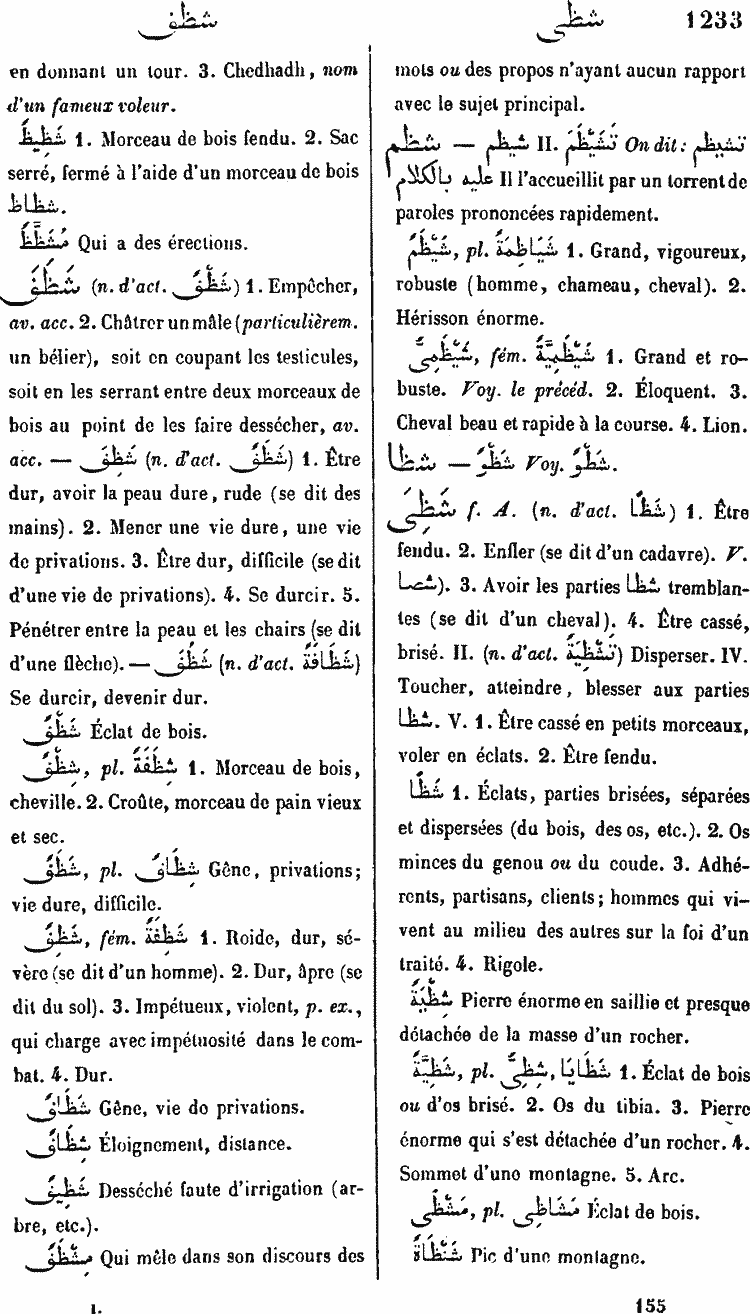 شظف
شظى 1233
en donnant un tour. 3. Chedhadh, nom
d'un fameux voleur.
شَظِيظٌ 1. Morceau de bois fendu. 2. Sac
serré, fermé à l'aide d'un morceau de bois
شظاظ.
مُشَظِّظٌ Qui a des érections.
شَظَفَ (n. d'act. شَظْفٌ) 1. Empêcher,
av. acc. 2. Châtrer un mâle (particulièrem.
un bélier), soit en coupant les testicules,
soit en les serrant entre deux morceaux de
bois au point de les faire dessécher, av.
acc. — شَظِفَ (n. d'act. شَظَفٌ) 1. Être
dur, avoir la peau dure, rude (se dit des
mains). 2. Mener une vie dure, une vie
de privations. 3. Être dur, difficile (se dit
d'une vie de privations). 4. Se durcir. 5.
Pénétrer entre la peau et les chairs (se dit
d'une flèche). — شَظُفَ (n. d'act. شَظَافَةٌ)
Se durcir, devenir dur.
شَظْفٌ Éclat de bois.
شِظْفٌ, pl. شِظَفَةٌ 1. Morceau de bois,
cheville. 2. Croûte, morceau de pain vieux
et sec.
شَظَفٌ, pl. شِظَافٌ Gêne, privations;
vie dure, difficile.
شَظِفٌ, fém. شَظِفَةٌ 1. Roide, dur, sé-
vère (se dit d'un homme). 2. Dur, âpre (se
dit du sol). 3. Impétueux, violent, p. ex.,
qui charge avec impétuosité dans le com-
bat. 4. Dur.
شَظَافٌ Gêne, vie de privations.
شِظَافٌ Éloignement, distance.
شَظِيفٌ Desséché faute d'irrigation (ar-
bre, etc.).
مِشْظَفٌ Qui mêle dans son discours des
mots ou des propos n'ayant aucun rapport
avec le sujet principal.
شظم — شيظم II. تَشَيْظَمَ On dit: تشيظم
عليه بالكلام Il l'accueillit par un torrent de
paroles prononcées rapidement.
شَيْظَمٌ, pl. شَيَاظِمَةٌ 1. Grand, vigoureux,
robuste (homme, chameau, cheval). 2.
Hérisson énorme.
شَيْظَمِىٌّ, fém. شَيْظَمِيَّةٌ 1. Grand et ro-
buste. Voy. le précéd. 2. Éloquent. 3.
Cheval beau et rapide à la course. 4. Lion.
شظا — شَظْوٌ Voy. شَطْوٌ.
شَظِىَ f. A. (n. d'act. شَظًا) 1. Être
fendu. 2. Enfler (se dit d'un cadavre). V.
شصا). 3. Avoir les parties شظا tremblan-
tes (se dit d'un cheval). 4. Être cassé,
brisé. II. (n. d'act. تَشْظِيَةٌ) Disperser. IV.
Toucher, atteindre, blesser aux parties
شظا. V. 1. Être cassé en petits morceaux,
voler en éclats. 2. Être fendu.
شَظًا 1. Éclats, parties brisées, séparées
et dispersées (du bois, des os, etc.). 2. Os
minces du genou ou du coude. 3. Adhé-
rents, partisans, clients; hommes qui vi-
vent au milieu des autres sur la foi d'un
traité. 4. Rigole.
شَظِيَةٌ Pierre énorme en saillie et presque
détachée de la masse d'un rocher.
شَظِيَّةٌ, pl. شَظَايَا, شِظِىٌّ 1. Éclat de bois
ou d'os brisé. 2. Os du tibia. 3. Pierre
énorme qui s'est détachée d'un rocher. 4.
Sommet d'une montagne. 5. Arc.
مَشْظًى, pl. مَشَاظِى Éclat de bois.
شَنْظَاةٌ Pic d'une montagne.
I. 155